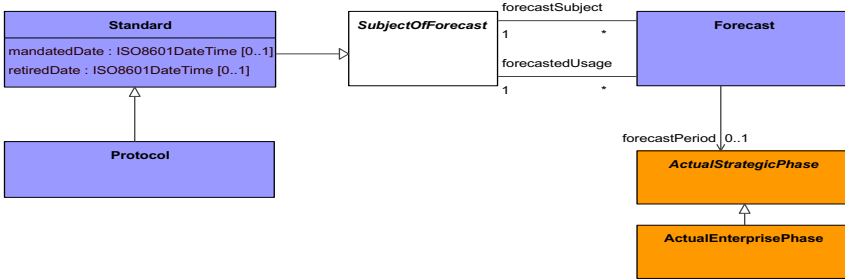 Standard
mandatedDate : ISO8601DateTime [0..1]
retiredDate : ISO8601DateTime [0..1]
SubjectOfForecast
forecastSubject
1 *
forecastedUsage
1 *
Forecast
Protocol
forecastPeriod 0..1
ActualStrategicPhase
ActualEnterprisePhase